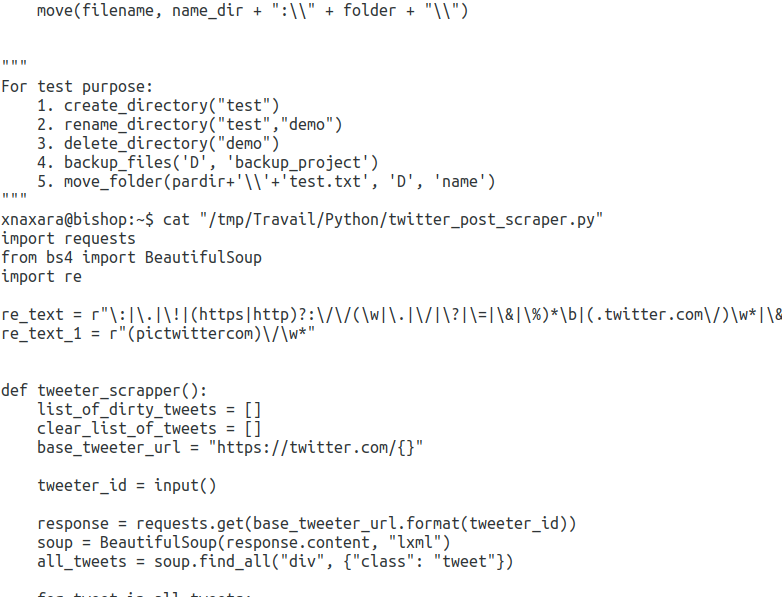 move(filename, name_dir + ":\\" + folder + "\\")
"""
For test purpose:
    1. create_directory("test")
    2. rename_directory("test","demo")
    3. delete_directory("demo")
    4. backup_files('D', 'backup_project')
    5. move_folder(pardir+'\\'+'test.txt', 'D', 'name')
"""
xnaxara@bishop:~$ cat "/tmp/Travail/Python/twitter_post_scraper.py"
import requests
from bs4 import BeautifulSoup
import re
re_text = r"\:|\.|\!|(https|http)?:\/\/(\w|\.|\/|\?|\=|\&|\%)*\b|(.twitter.com\/)\w*|\&
re_text_1 = r"(pictwittercom)\/\w*"
def tweeter_scrapper():
    list_of_dirty_tweets = []
    clear_list_of_tweets = []
    base_tweeter_url = "https://twitter.com/{}"
    tweeter_id = input()
    response = requests.get(base_tweeter_url.format(tweeter_id))
    soup = BeautifulSoup(response.content, "lxml")
    all_tweets = soup.find_all("div", {"class": "tweet"})
    for tweet in all_tweets: